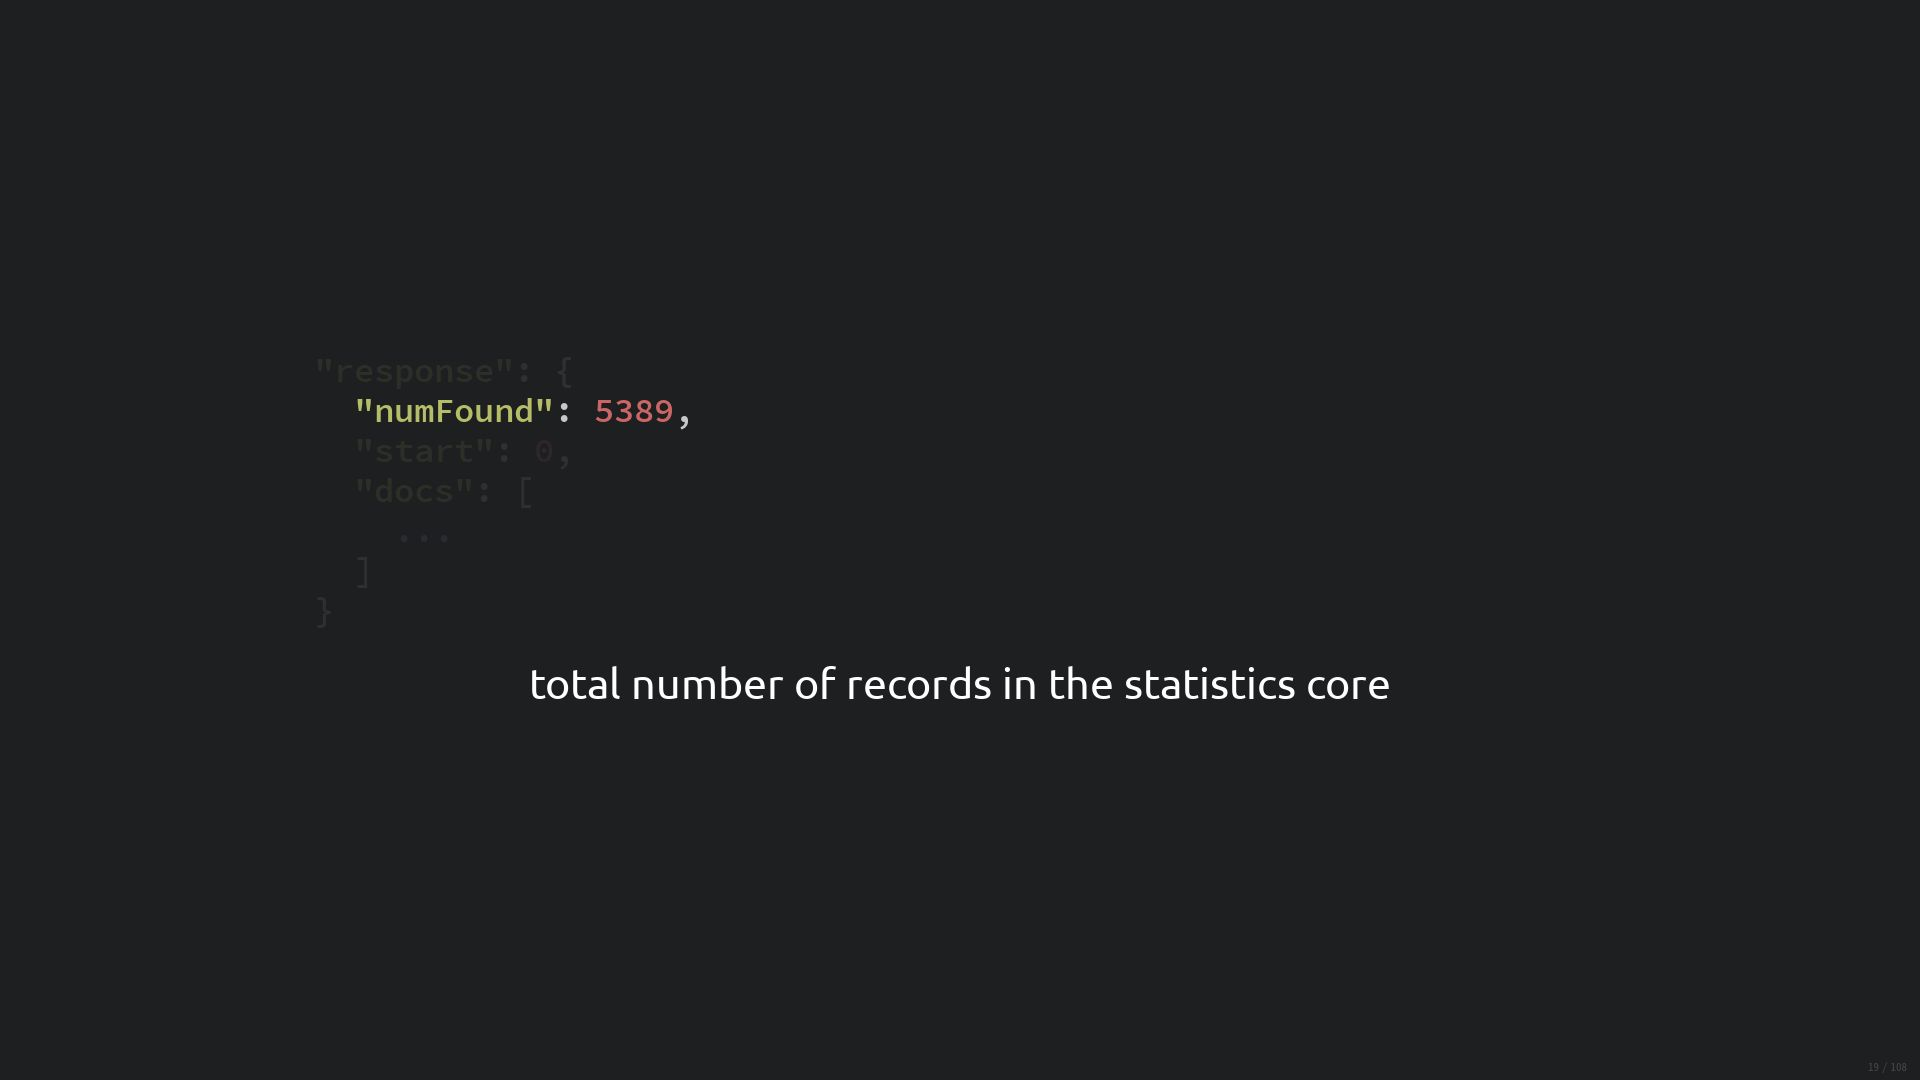 "response": {
"numFound": 5389,
"start": 0,
"docs": [
...
]
}
total number of records in the statistics core
19 / 108